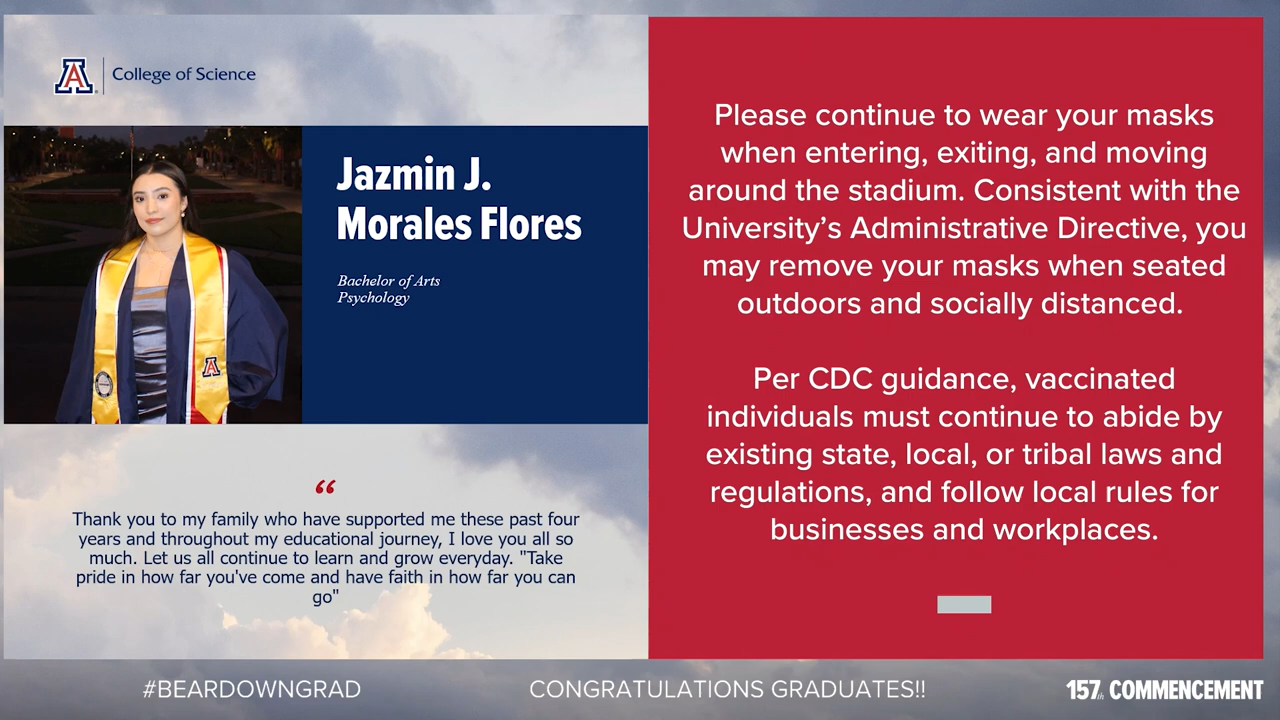 A
College of Science
Jazmin J.
Morales Flores
Bachelor of Arts
Psychology
A
“
Thank you to my family who have supported me these past four
years and throughout my educational journey, I love you all so
much. Let us all continue to learn and grow everyday. "Take
pride in how far you've come and have faith in how far you can
go"
Please continue to wear your masks
when entering, exiting, and moving
around the stadium. Consistent with the
University’s Administrative Directive, you
may remove your masks when seated
outdoors and socially distanced.
Per CDC guidance, vaccinated
individuals must continue to abide by
existing state, local, or tribal laws and
regulations, and follow local rules for
businesses and workplaces.
#BEARDOWNGRAD
CONGRATULATIONS GRADUATES!!
157th COMMENCEMENT